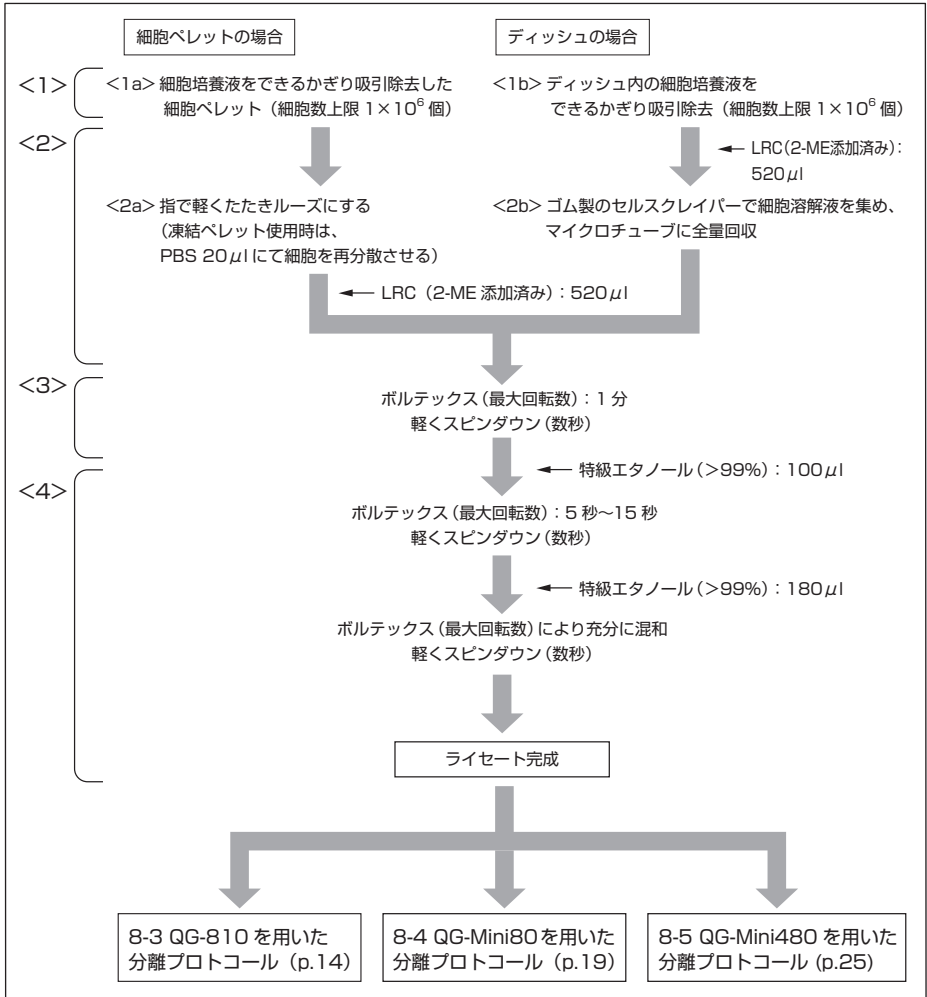 細胞ペレットの場合
ディッシュの場合
<1>
<1a> 細胞培養液をできるかぎり吸引除去した
細胞ペレット（細胞数上限 1×10⁶ 個）
<1b> ディッシュ内の細胞培養液を
できるかぎり吸引除去（細胞数上限 1×10⁶ 個）
<2>
LRC（2-ME添加済み）：
520μl
<2a> 指で軽くたたきルーズにする
（凍結ペレット使用時は、
PBS 20μl にて細胞を再分散させる）
<2b> ゴム製のセルスクレイパーで細胞溶解液を集め、
マイクロチューブに全量回収
LRC（2-ME 添加済み）：520μl
<3>
ボルテックス（最大回転数）：1 分
軽くスピンダウン（数秒）
<4>
特級エタノール（>99%）：100μl
ボルテックス（最大回転数）：5 秒～15 秒
軽くスピンダウン（数秒）
特級エタノール（>99%）：180μl
ボルテックス（最大回転数）により充分に混和
軽くスピンダウン（数秒）
ライセート完成
8-3 QG-810 を用いた
分離プロトコール（p.14）
8-4 QG-Mini80を用いた
分離プロトコール（p.19）
8-5 QG-Mini480 を用いた
分離プロトコール (p.25)